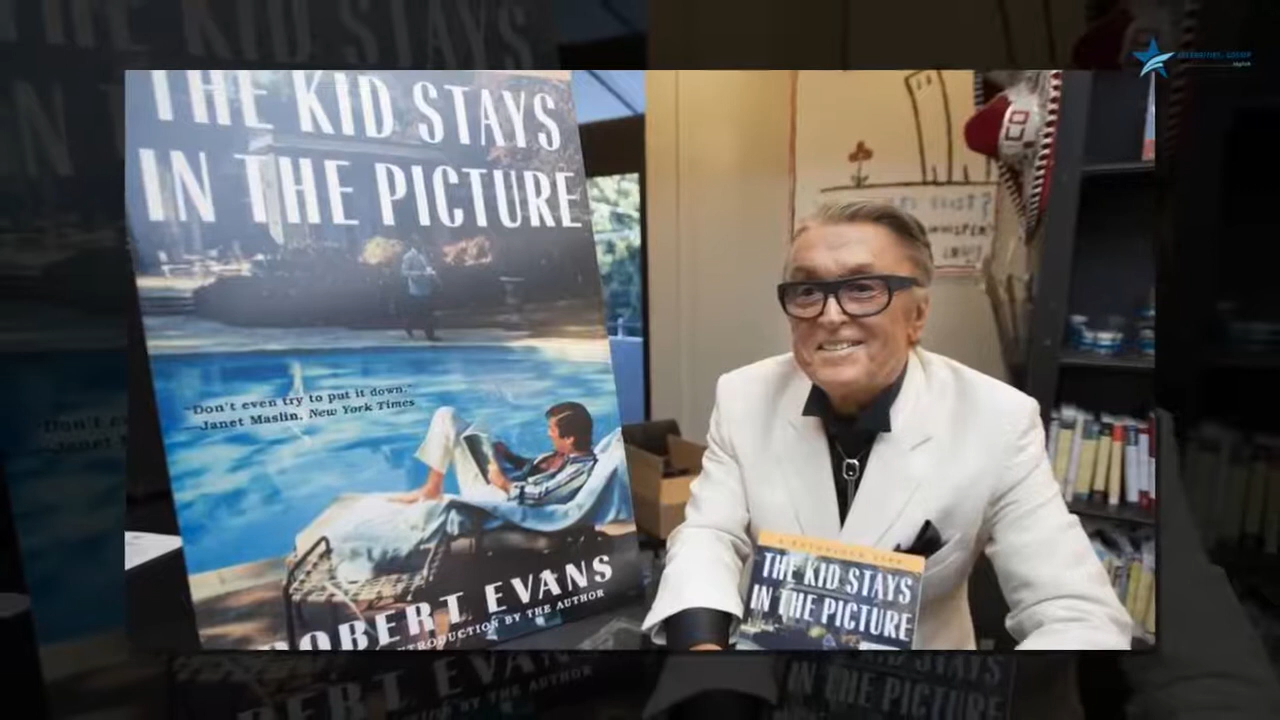 THE KID STAYS
IN THE PICTURE
"Don't even try to put it down."
—Janet Maslin, New York Times
ROBERT EVANS
INTRODUCTION BY THE AUTHOR
THE KID STAYS
IN THE PICTURE
CO